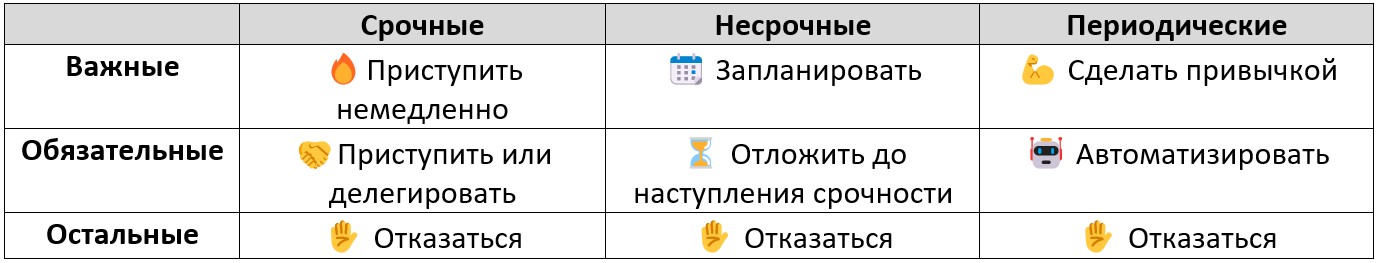 Срочные Несрочные Периодические
Важные 🔥 Приступить немедленно 📅 Запланировать 💪 Сделать привычкой
Обязательные 🤝 Приступить или делегировать ⏳ Отложить до наступления срочности 🤖 Автоматизировать
Остальные ✋ Отказаться ✋ Отказаться ✋ Отказаться